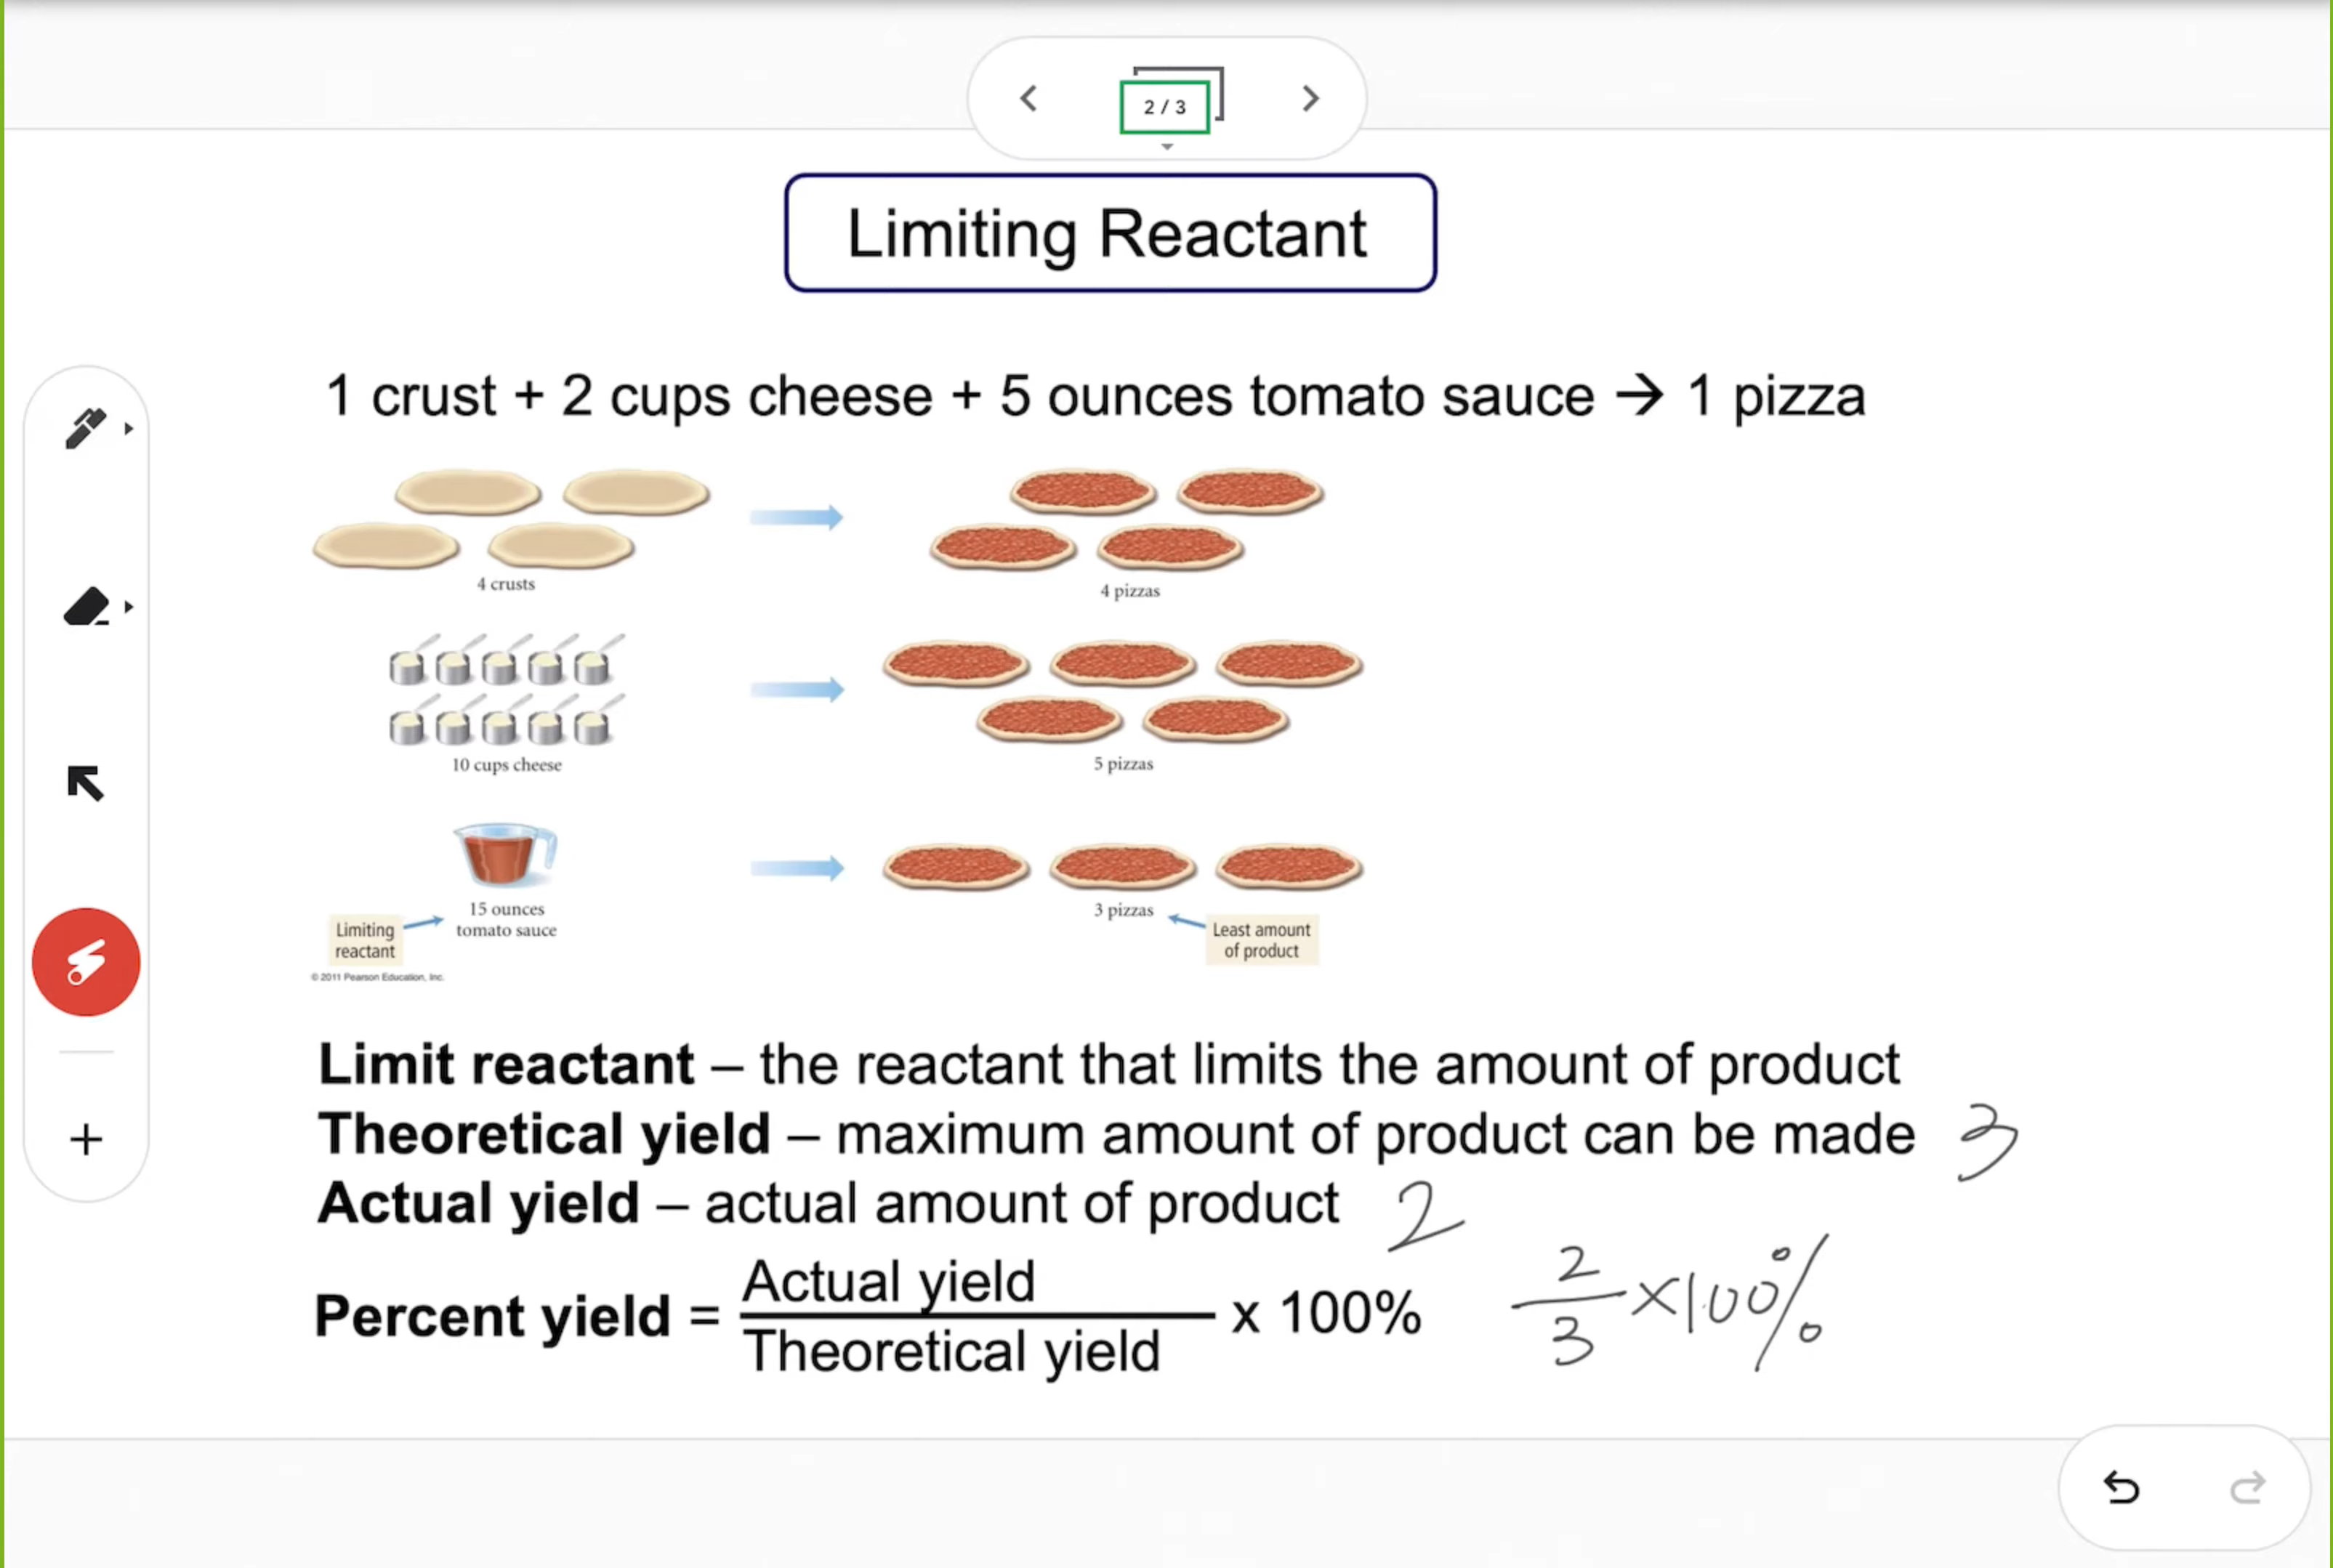 2 / 3
Limiting Reactant
1 crust + 2 cups cheese + 5 ounces tomato sauce → 1 pizza
4 crusts
4 pizzas
10 cups cheese
5 pizzas
15 ounces
tomato sauce
Limiting
reactant
3 pizzas
Least amount
of product
© 2011 Pearson Education, Inc.
Limit reactant – the reactant that limits the amount of product
Theoretical yield – maximum amount of product can be made 3
Actual yield – actual amount of product 2
Percent yield = Actual yield / Theoretical yield x 100% 2/3 x 100%